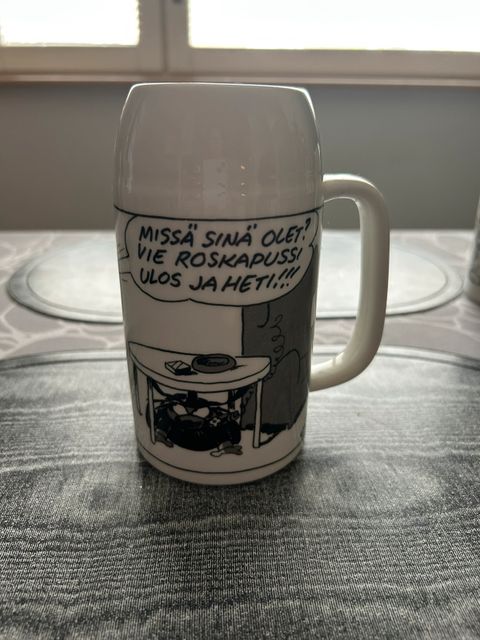 MISSÄ SINÄ OLET?
VIE ROSKAPUSSI
ULOS JA HETI!!!